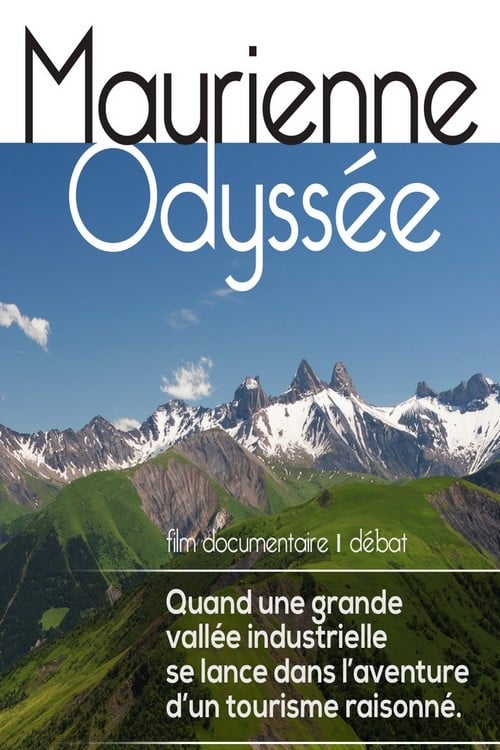 Maurienne
Odyssée
film documentaire | débat
Quand une grande
vallée industrielle
se lance dans l'aventure
d'un tourisme raisonné.